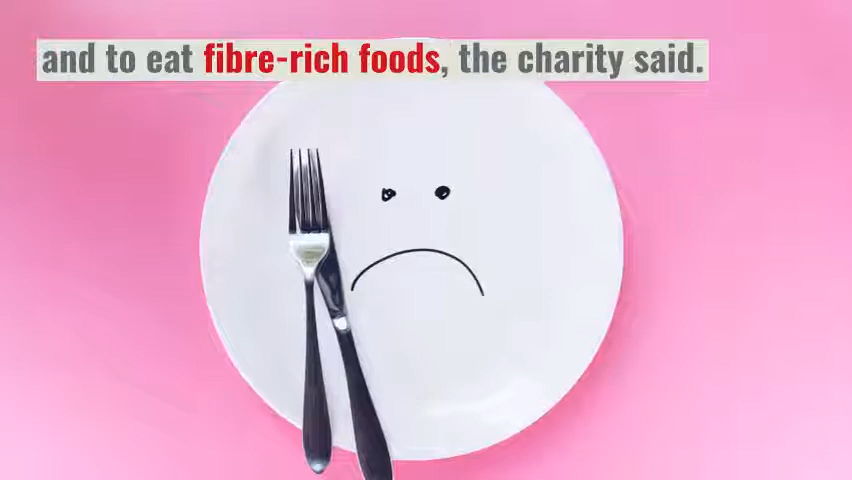 and to eat fibre-rich foods, the charity said.